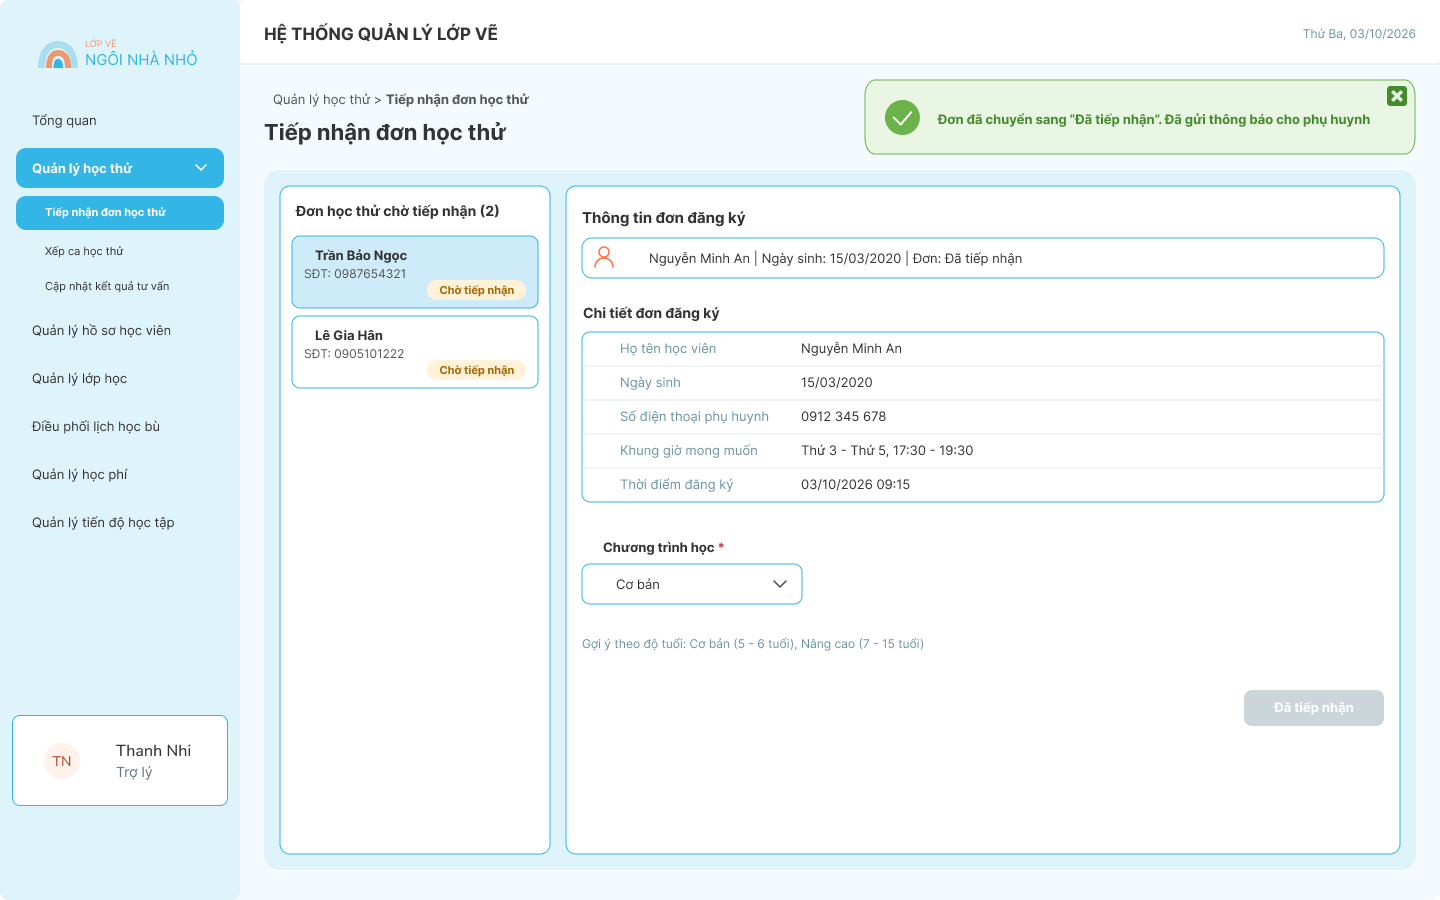 LỚP VẼ
NGÔI NHÀ NHỎ
Tổng quan
Quản lý học thử
Tiếp nhận đơn học thử
Xếp ca học thử
Cập nhật kết quả tư vấn
Quản lý hồ sơ học viên
Quản lý lớp học
Điều phối lịch học bù
Quản lý học phí
Quản lý tiến độ học tập
TN
Thanh Nhi
Trợ lý
HỆ THỐNG QUẢN LÝ LỚP VẼ
Thứ Ba, 03/10/2026
Quản lý học thử > Tiếp nhận đơn học thử
Tiếp nhận đơn học thử
Đơn đã chuyển sang “Đã tiếp nhận”. Đã gửi thông báo cho phụ huynh
Đơn học thử chờ tiếp nhận (2)
Trần Bảo Ngọc
SĐT: 0987654321
Chờ tiếp nhận
Lê Gia Hân
SĐT: 0905101222
Chờ tiếp nhận
Thông tin đơn đăng ký
Nguyễn Minh An | Ngày sinh: 15/03/2020 | Đơn: Đã tiếp nhận
Chi tiết đơn đăng ký
Họ tên học viên Nguyễn Minh An
Ngày sinh 15/03/2020
Số điện thoại phụ huynh 0912 345 678
Khung giờ mong muốn Thứ 3 - Thứ 5, 17:30 - 19:30
Thời điểm đăng ký 03/10/2026 09:15
Chương trình học *
Cơ bản
Gợi ý theo độ tuổi: Cơ bản (5 - 6 tuổi), Nâng cao (7 - 15 tuổi)
Đã tiếp nhận